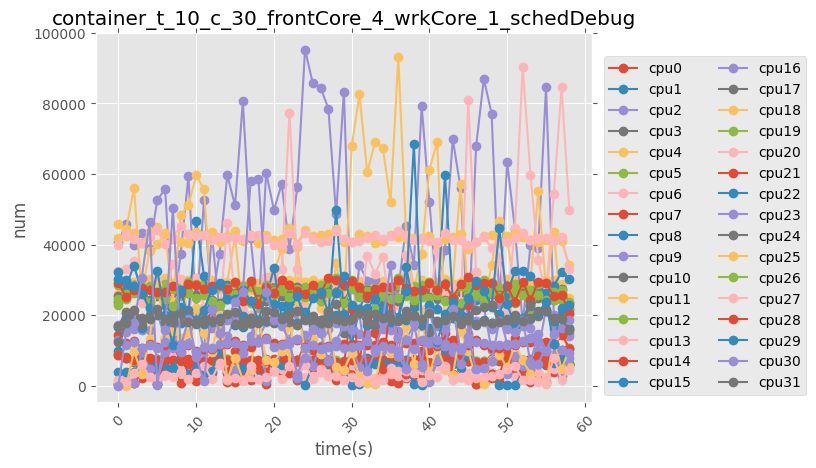 container_t_10_c_30_frontCore_4_wrkCore_1_schedDebug
100000
80000
60000
40000
20000
0
num
0
10
20
30
40
50
60
time(s)
cpu0
cpu1
cpu2
cpu3
cpu4
cpu5
cpu6
cpu7
cpu8
cpu9
cpu10
cpu11
cpu12
cpu13
cpu14
cpu15
cpu16
cpu17
cpu18
cpu19
cpu20
cpu21
cpu22
cpu23
cpu24
cpu25
cpu26
cpu27
cpu28
cpu29
cpu30
cpu31